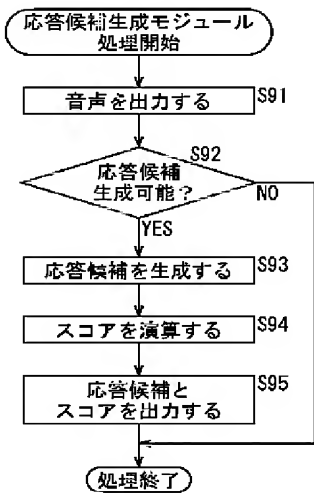 応答候補生成モジュール
処理開始
音声を出力する
S91
S92
応答候補
生成可能？
NO
YES
応答候補を生成する
S93
スコアを演算する
S94
応答候補と
スコアを出力する
S95
処理終了